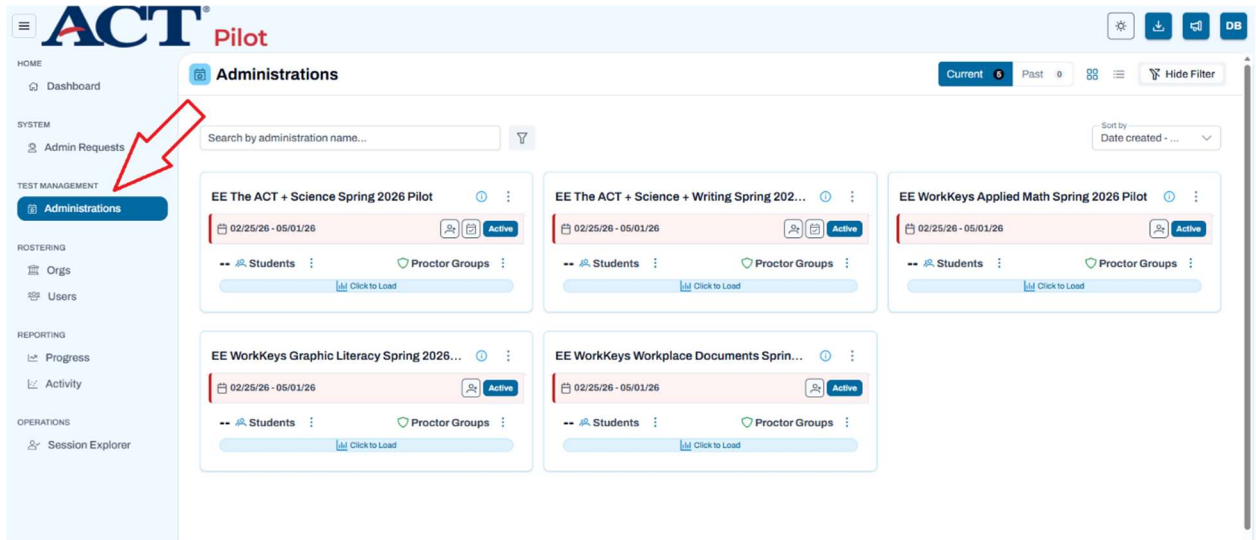 ACT® Pilot
DB
HOME
Dashboard
SYSTEM
Admin Requests
TEST MANAGEMENT
Administrations
ROSTERING
Orgs
Users
REPORTING
Progress
Activity
OPERATIONS
Session Explorer
Administrations
Current 5 Past 0 Hide Filter
Search by administration name...
Sort by
Date created - ...
EE The ACT + Science Spring 2026 Pilot
02/25/26 - 05/01/26 Active
-- Students Proctor Groups
Click to Load
EE The ACT + Science + Writing Spring 202...
02/25/26 - 05/01/26 Active
-- Students Proctor Groups
Click to Load
EE WorkKeys Applied Math Spring 2026 Pilot
02/25/26 - 05/01/26 Active
-- Students Proctor Groups
Click to Load
EE WorkKeys Graphic Literacy Spring 2026...
02/25/26 - 05/01/26 Active
-- Students Proctor Groups
Click to Load
EE WorkKeys Workplace Documents Sprin...
02/25/26 - 05/01/26 Active
-- Students Proctor Groups
Click to Load